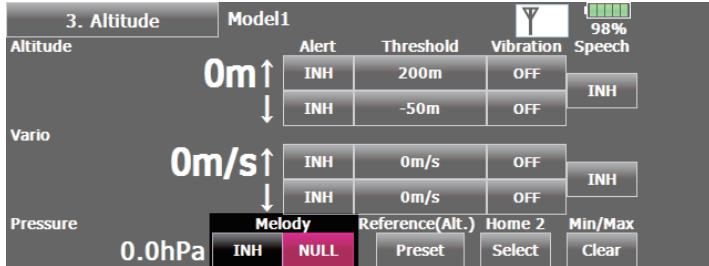 3. Altitude Model1 98%
Altitude Alert Threshold Vibration Speech
0m↑ INH 200m OFF INH
↓ INH -50m OFF
Vario
0m/s↑ INH 0m/s OFF INH
↓ INH 0m/s OFF
Pressure Melody Reference(Alt.) Home 2 Min/Max
0.0hPa INH NULL Preset Select Clear